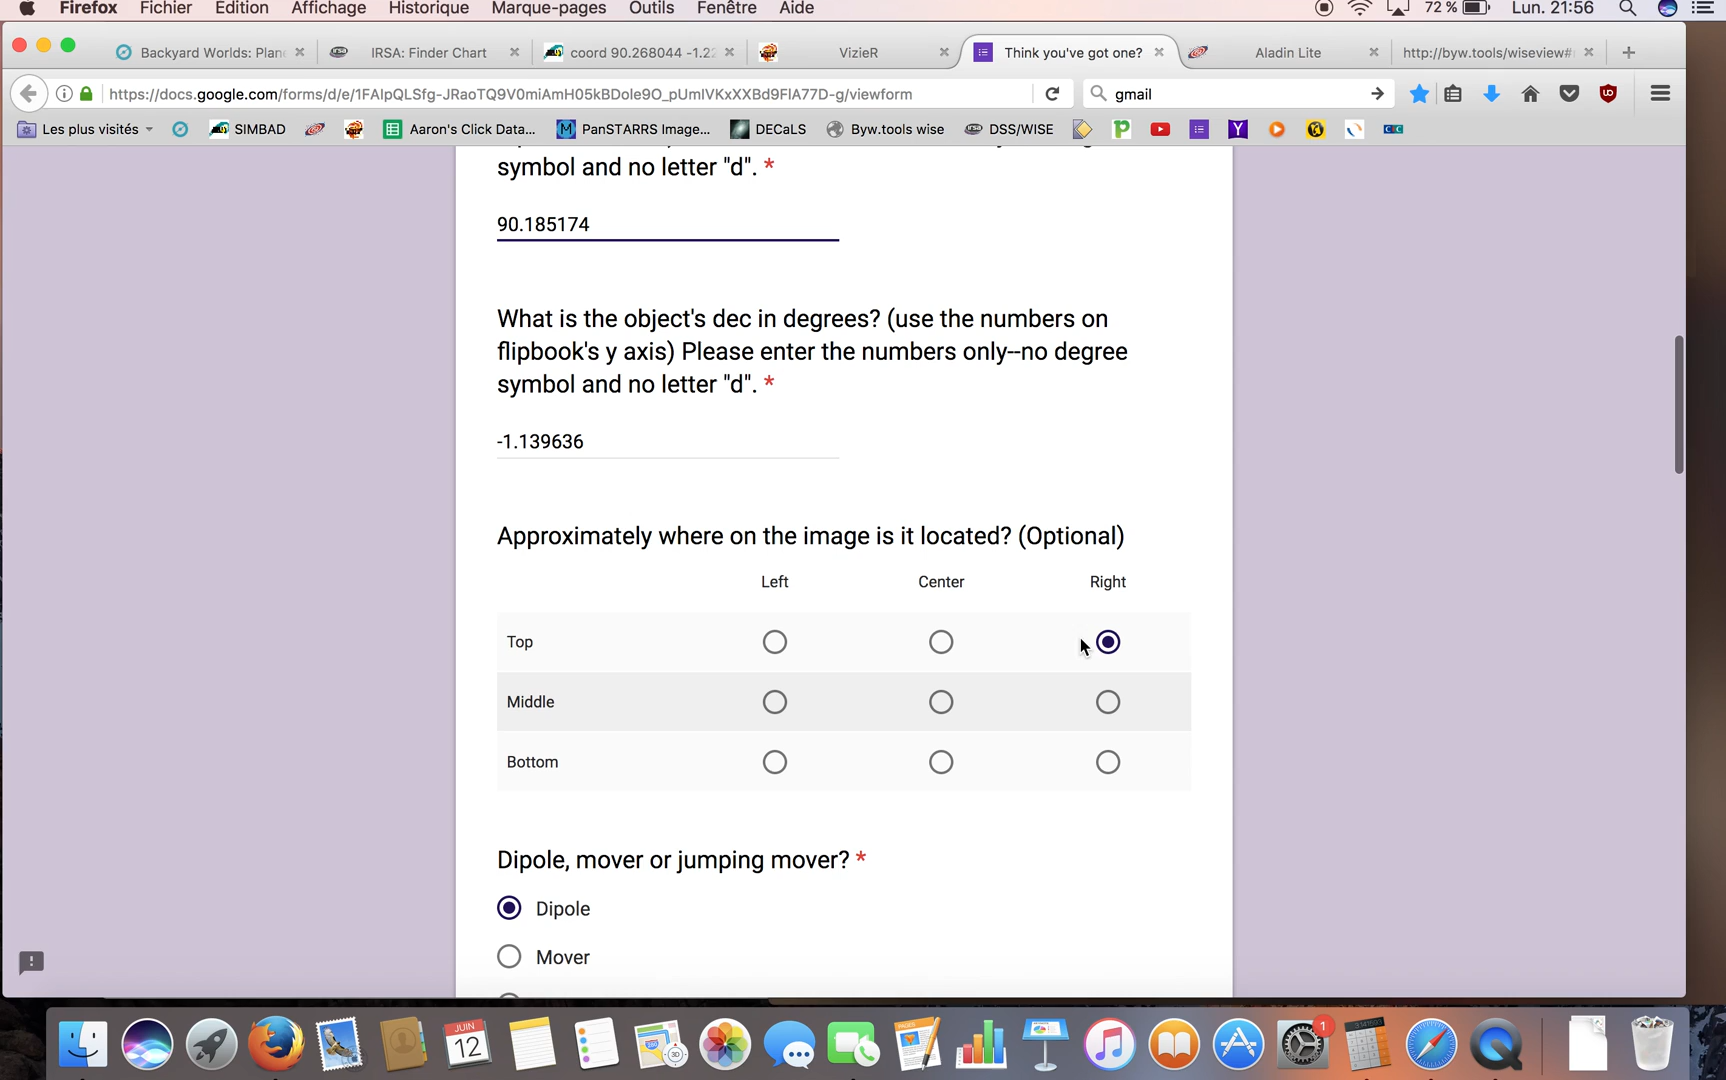 Firefox Fichier Edition Affichage Historique Marque-pages Outils Fenêtre Aide 72 % Lun. 21:56
Backyard Worlds: Plane IRSA: Finder Chart coord 90.268044 -1.22 VizieR Think you've got one? Aladin Lite http://byw.tools/wiseview#
https://docs.google.com/forms/d/e/1FAIpQLSfg-JRaoTQ9V0miAmH05kBDoIe9O_pUmIVKxXXBd9FIA77D-g/viewform gmail
Les plus visités SIMBAD Aaron's Click Data... PanSTARRS Image... DECaLS Byw.tools wise DSS/WISE
symbol and no letter "d". *
90.185174
What is the object's dec in degrees? (use the numbers on
flipbook's y axis) Please enter the numbers only--no degree
symbol and no letter "d". *
-1.139636
Approximately where on the image is it located? (Optional)
Left Center Right
Top
Middle
Bottom
Dipole, mover or jumping mover? *
Dipole
Mover
JUIN
12
PAGES
1